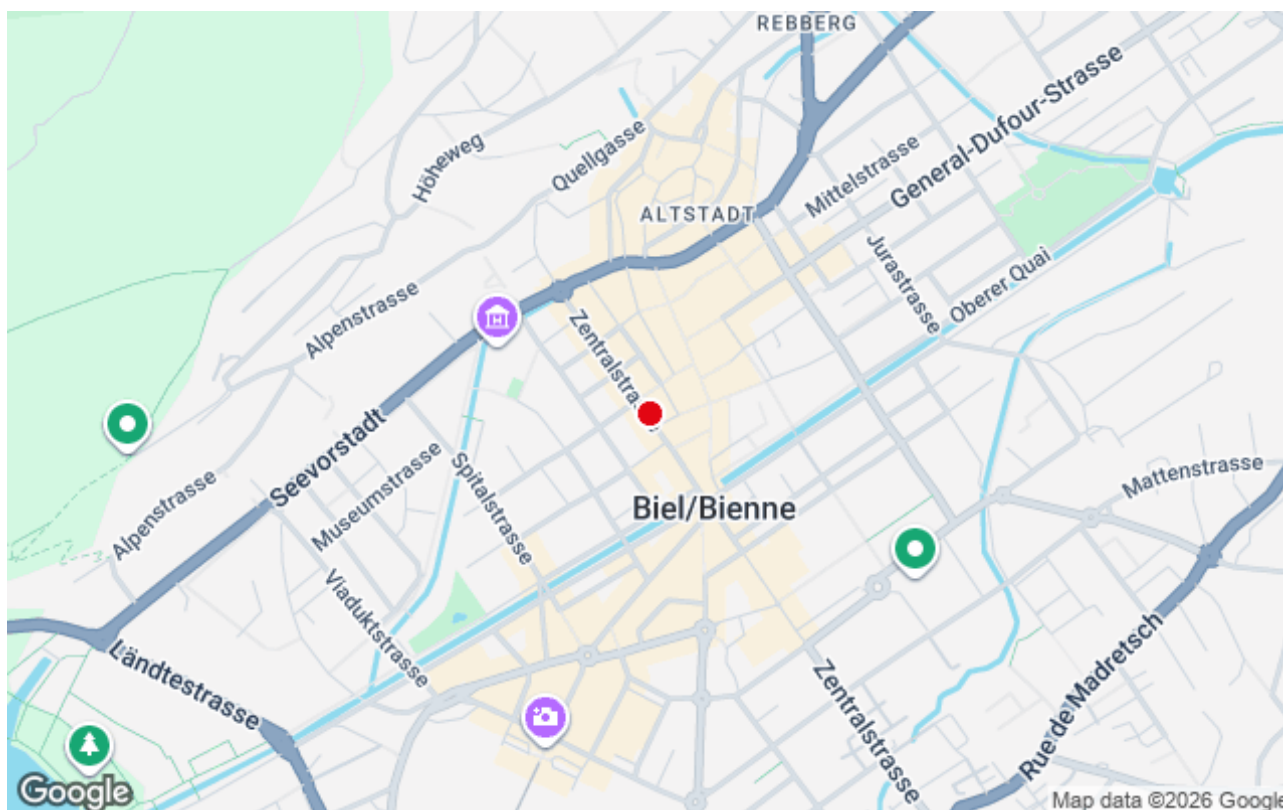 REBBERG
General-Dufour-Strasse
Höheweg
Quellgasse
Mittelstrasse
ALTSTADT
Jurastrasse
Oberer Quai
Alpenstrasse
Zentralstrasse
Seevorstadt
Museumstrasse
Spitalstrasse
Alpenstrasse
Mattenstrasse
Biel/Bienne
Viaduktstrasse
Ländtestrasse
Zentralstrasse
Rue de Madretsch
Google
Map data ©2026 Google